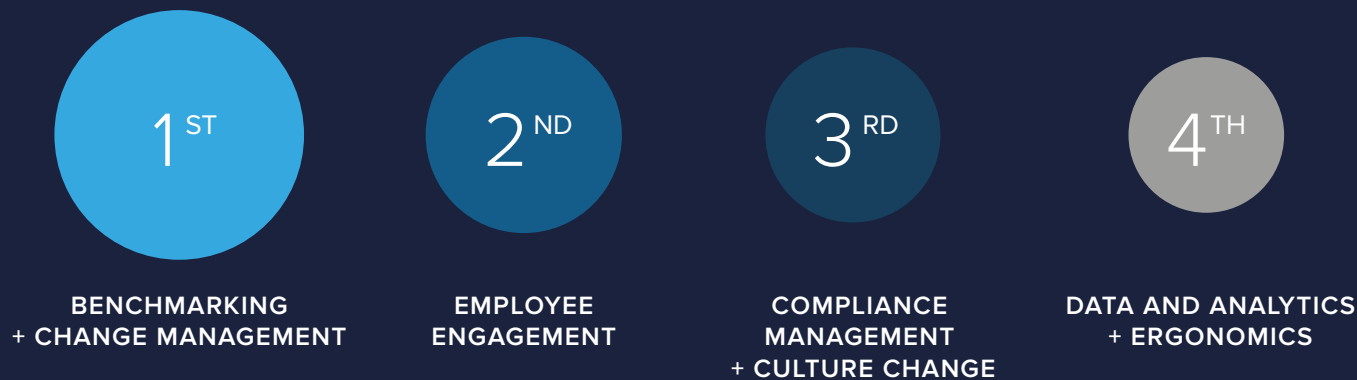 1ST
2ND
3RD
4TH
BENCHMARKING
+ CHANGE MANAGEMENT
EMPLOYEE
ENGAGEMENT
COMPLIANCE
MANAGEMENT
+ CULTURE CHANGE
DATA AND ANALYTICS
+ ERGONOMICS